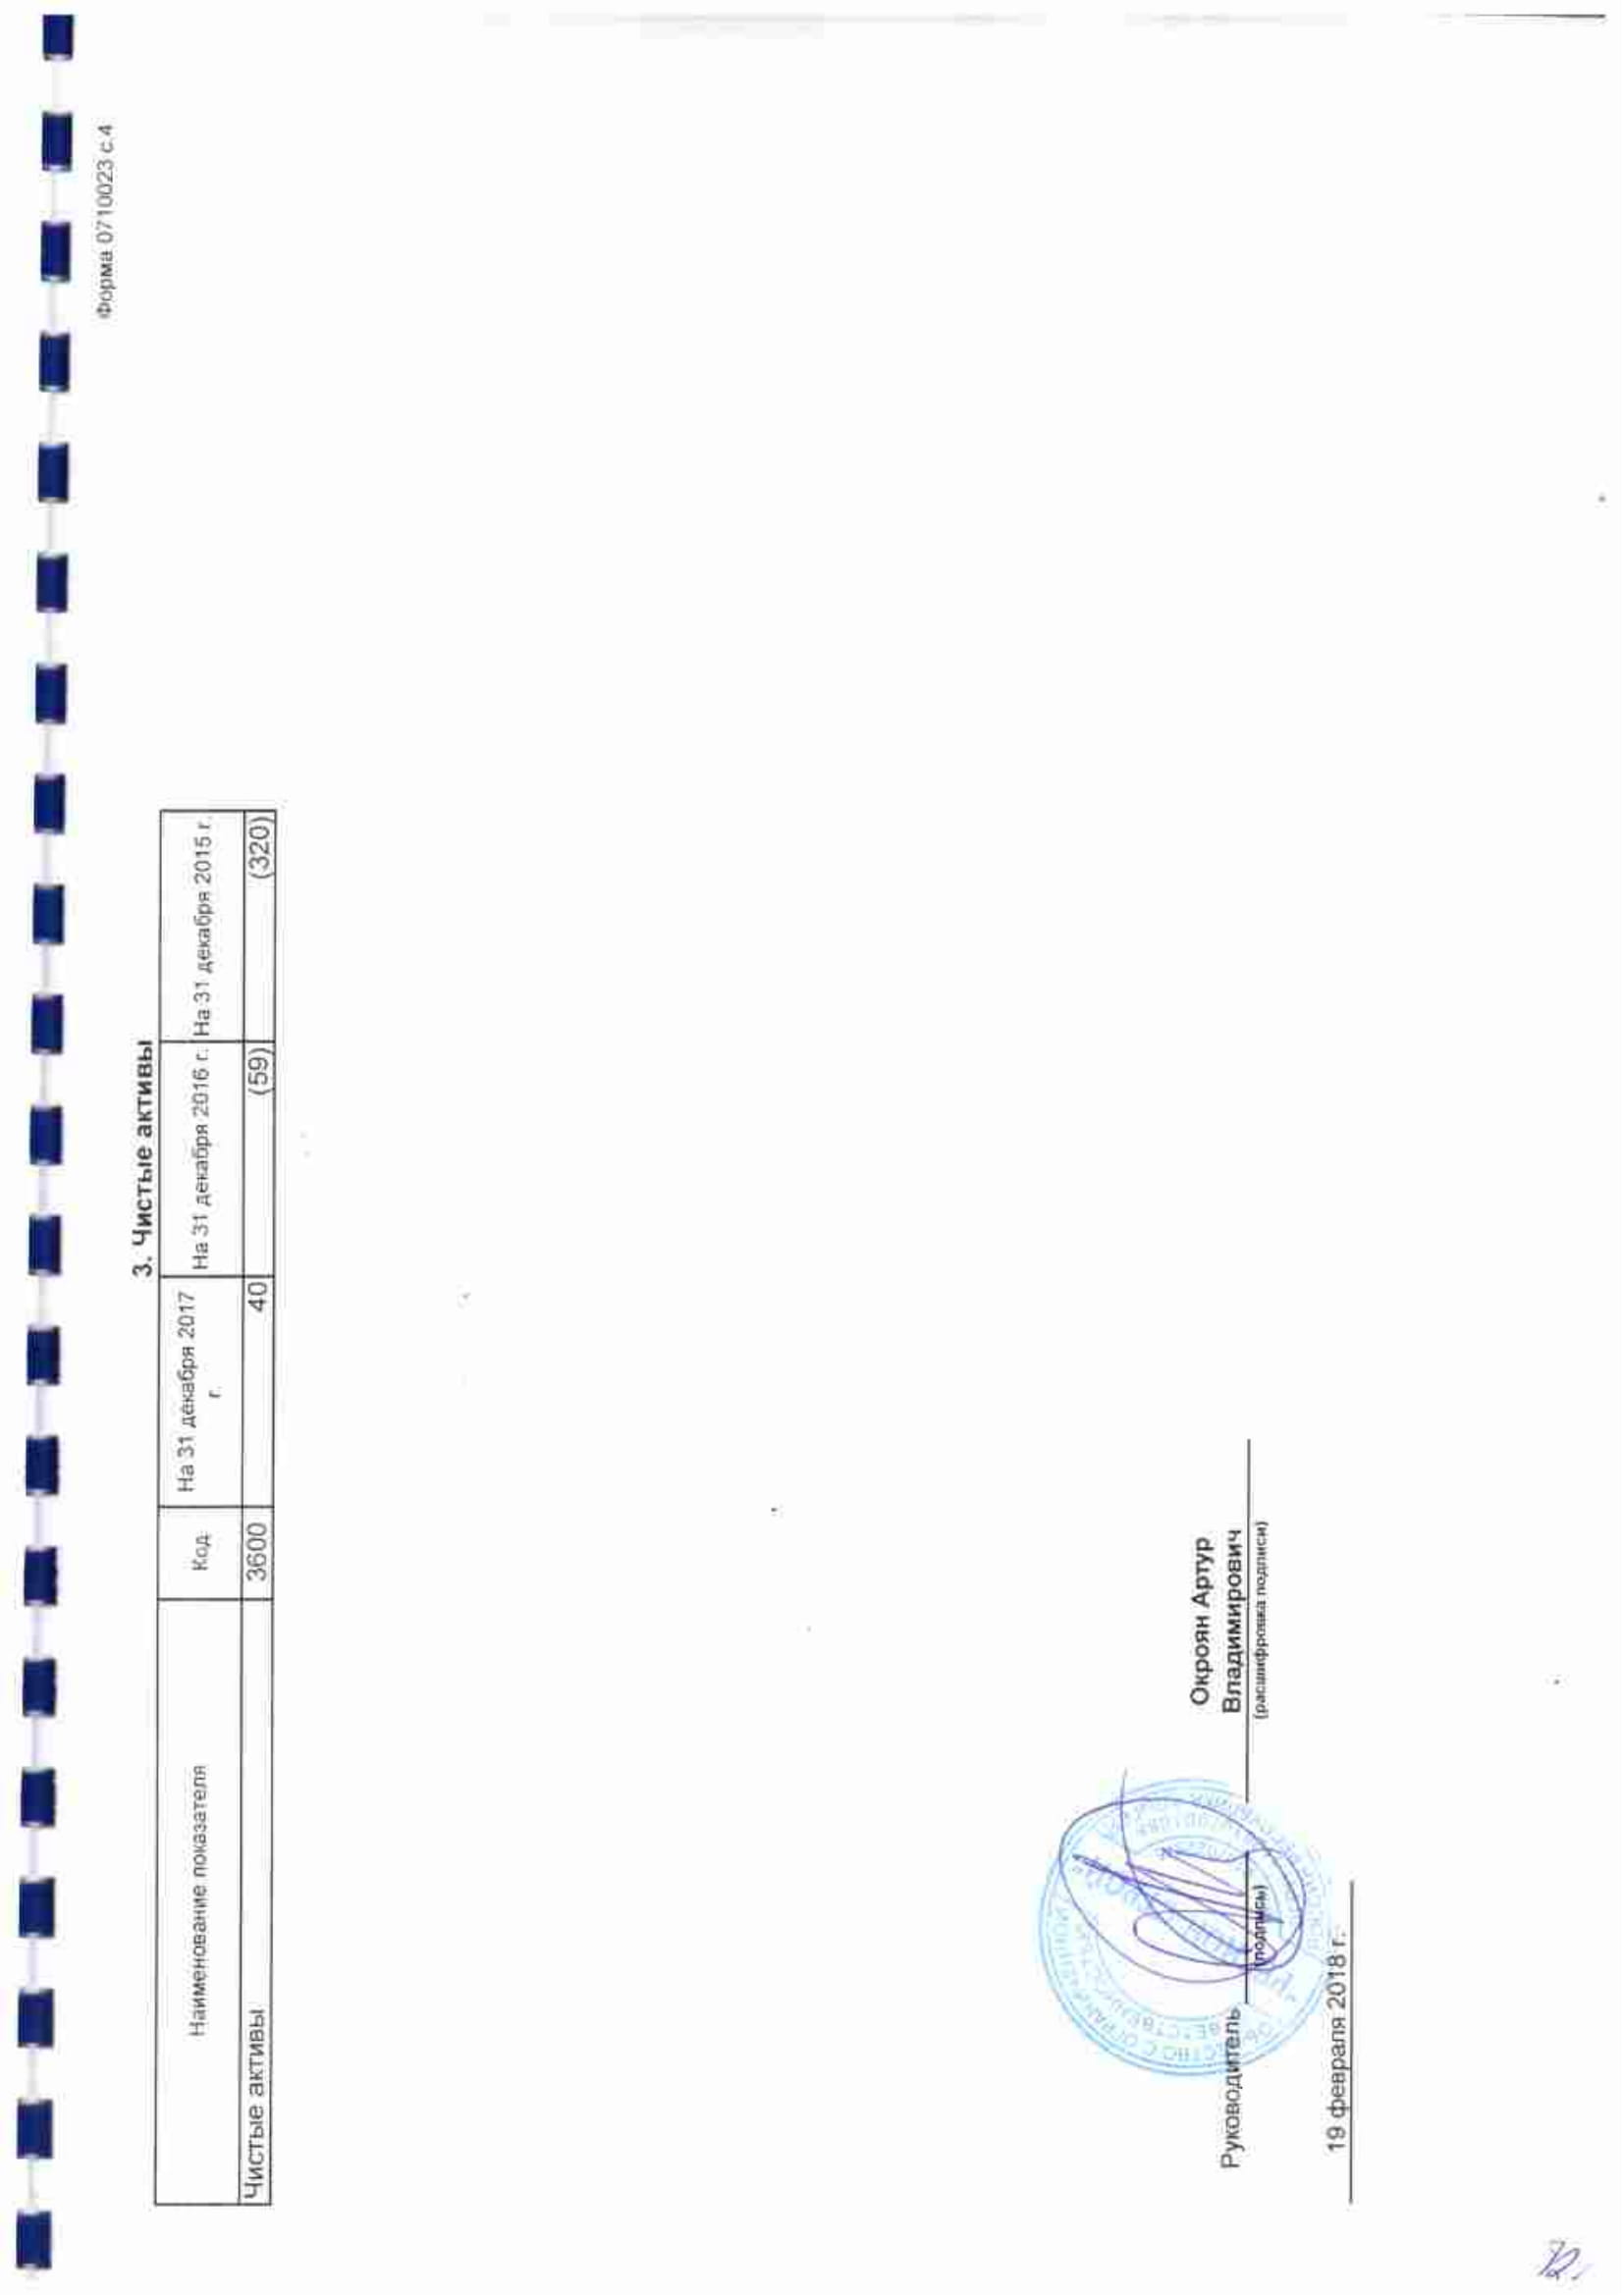 Форма 0710023 с.4
3. Чистые активы
Наименование показателя Код На 31 декабря 2017 г. На 31 декабря 2016 г. На 31 декабря 2015 г.
Чистые активы 3600 40 (59) (320)
Окроян Артур
Руководитель Владимирович
(подпись) (расшифровка подписи)
19 февраля 2018 г.